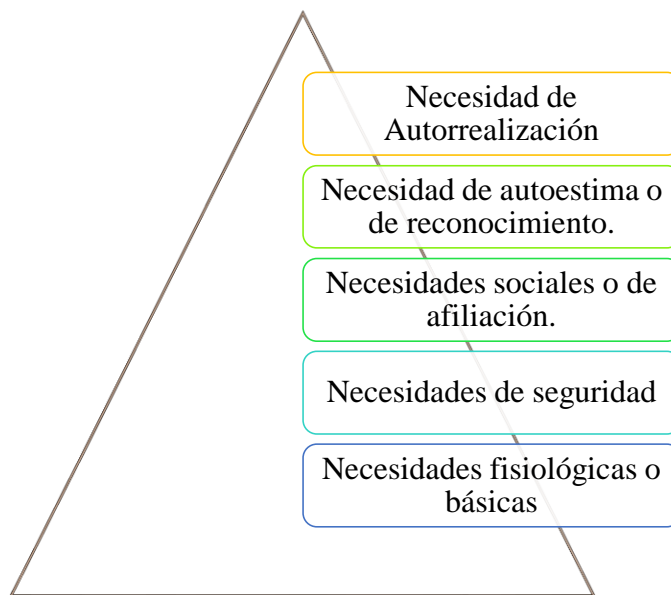 Necesidad de
Autorrealización
Necesidad de autoestima o
de reconocimiento.
Necesidades sociales o de
afiliación.
Necesidades de seguridad
Necesidades fisiológicas o
básicas